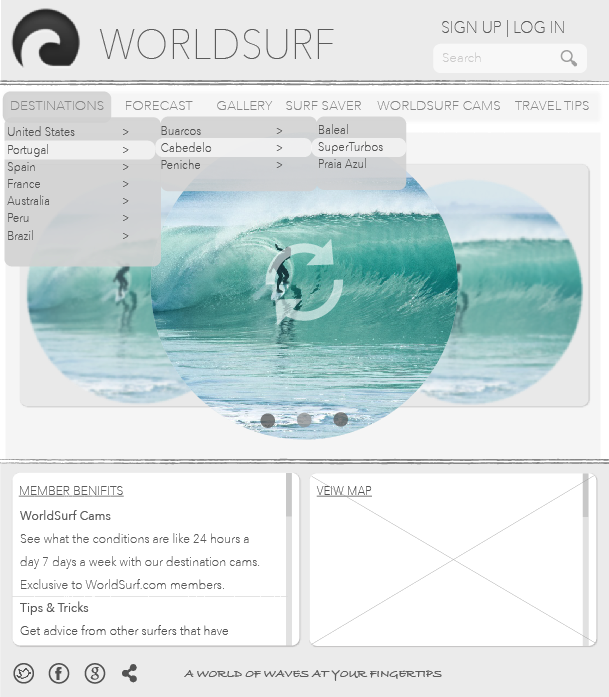 WORLDSURF
SIGN UP | LOG IN
Search
DESTINATIONS FORECAST GALLERY SURF SAVER WORLDSURF CAMS TRAVEL TIPS
United States >
Portugal >
Spain >
France >
Australia >
Peru >
Brazil >
Buarcos >
Cabedelo >
Peniche >
Baleal
SuperTurbos
Praia Azul
MEMBER BENIFITS
WorldSurf Cams
See what the conditions are like 24 hours a
day 7 days a week with our destination cams.
Exclusive to WorldSurf.com members.
Tips & Tricks
Get advice from other surfers that have
VEIW MAP
A WORLD OF WAVES AT YOUR FINGERTIPS